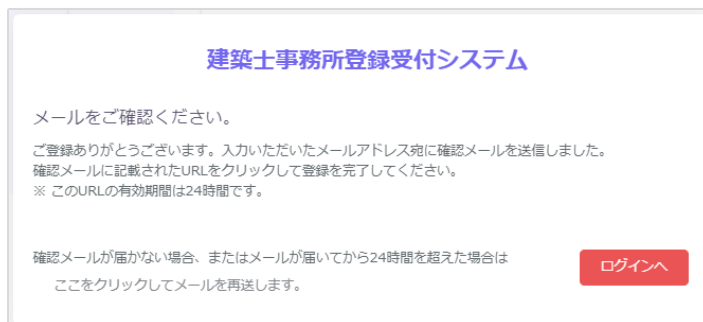 建築士事務所登録受付システム
メールをご確認ください。
ご登録ありがとうございます。入力いただいたメールアドレス宛に確認メールを送信しました。
確認メールに記載されたURLをクリックして登録を完了してください。
※ このURLの有効期間は24時間です。
確認メールが届かない場合、またはメールが届いてから24時間を超えた場合は
ここをクリックしてメールを再送します。
ログインへ